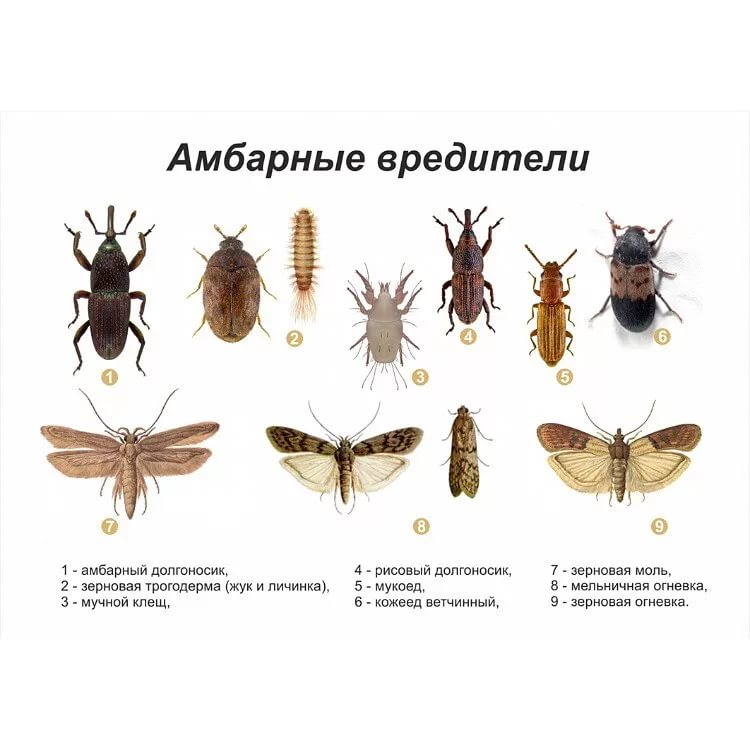 Амбарные вредители
1
2
3
4
5
6
7
8
9
1 - амбарный долгоносик,
2 - зерновая трогодерма (жук и личинка),
3 - мучной клещ,
4 - рисовый долгоносик,
5 - мукоед,
6 - кожеед ветчинный,
7 - зерновая моль,
8 - мельничная огневка,
9 - зерновая огневка.